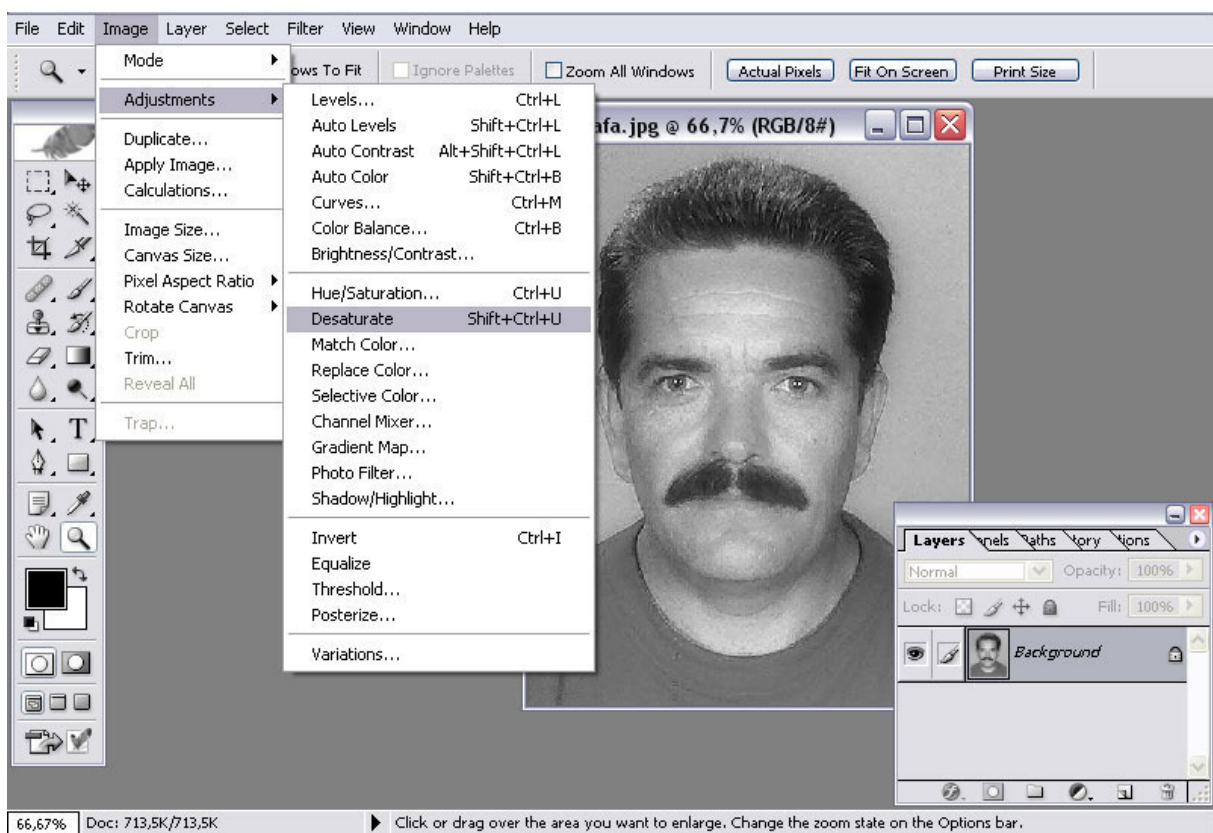 File Edit Image Layer Select Filter View Window Help
ows To Fit Ignore Palettes Zoom All Windows Actual Pixels Fit On Screen Print Size
Mode
Adjustments
Duplicate...
Apply Image...
Calculations...
Image Size...
Canvas Size...
Pixel Aspect Ratio
Rotate Canvas
Crop
Trim...
Reveal All
Trap...
Levels... Ctrl+L
Auto Levels Shift+Ctrl+L
Auto Contrast Alt+Shift+Ctrl+L
Auto Color Shift+Ctrl+B
Curves... Ctrl+M
Color Balance... Ctrl+B
Brightness/Contrast...
Hue/Saturation... Ctrl+U
Desaturate Shift+Ctrl+U
Match Color...
Replace Color...
Selective Color...
Channel Mixer...
Gradient Map...
Photo Filter...
Shadow/Highlight...
Invert Ctrl+I
Equalize
Threshold...
Posterize...
Variations...
afa.jpg @ 66,7% (RGB/8#)
T
Layers nnels Paths tory tions
Normal Opacity: 100%
Lock: Fill: 100%
Background
66,67% Doc: 713,5K/713,5K Click or drag over the area you want to enlarge. Change the zoom state on the Options bar.